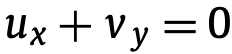 $u_x + v_y = 0$